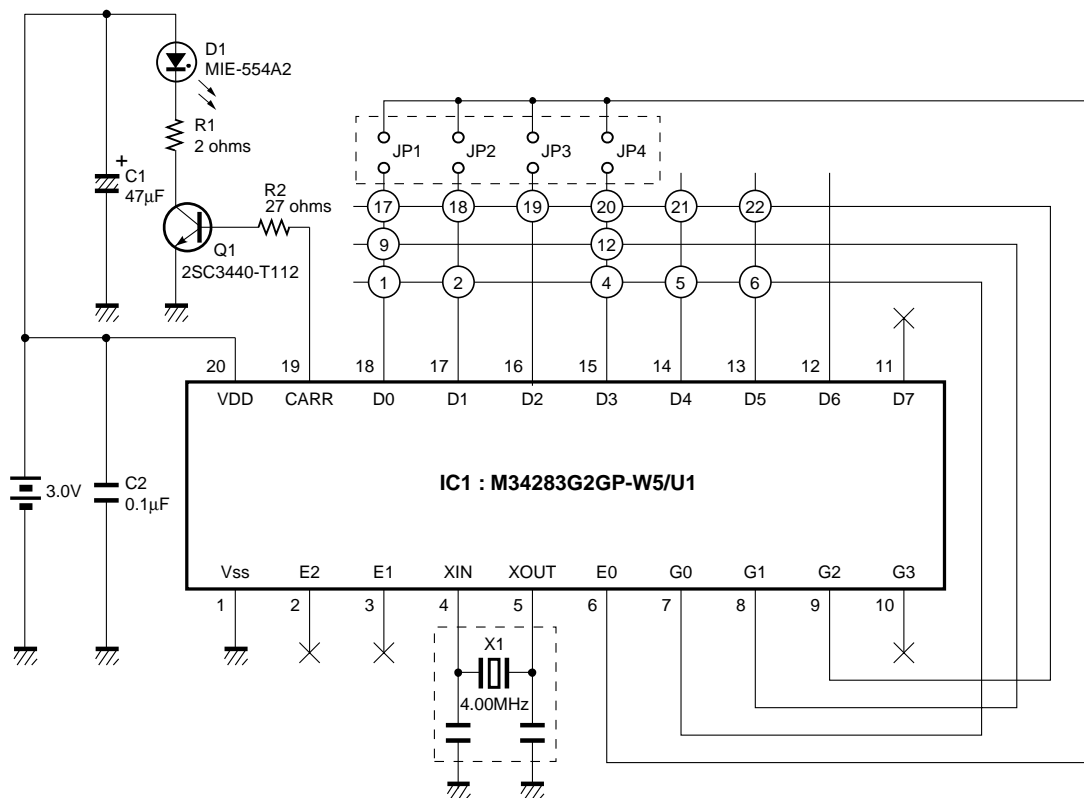 D1
MIE-554A2
R1
2 ohms
JP1 JP2 JP3 JP4
+
C1
47µF
R2
27 ohms
17 18 19 20 21 22
Q1
2SC3440-T112
9 12
1 2 4 5 6
20 19 18 17 16 15 14 13 12 11
VDD CARR D0 D1 D2 D3 D4 D5 D6 D7
3.0V
C2
0.1µF
IC1 : M34283G2GP-W5/U1
Vss E2 E1 XIN XOUT E0 G0 G1 G2 G3
1 2 3 4 5 6 7 8 9 10
X1
4.00MHz